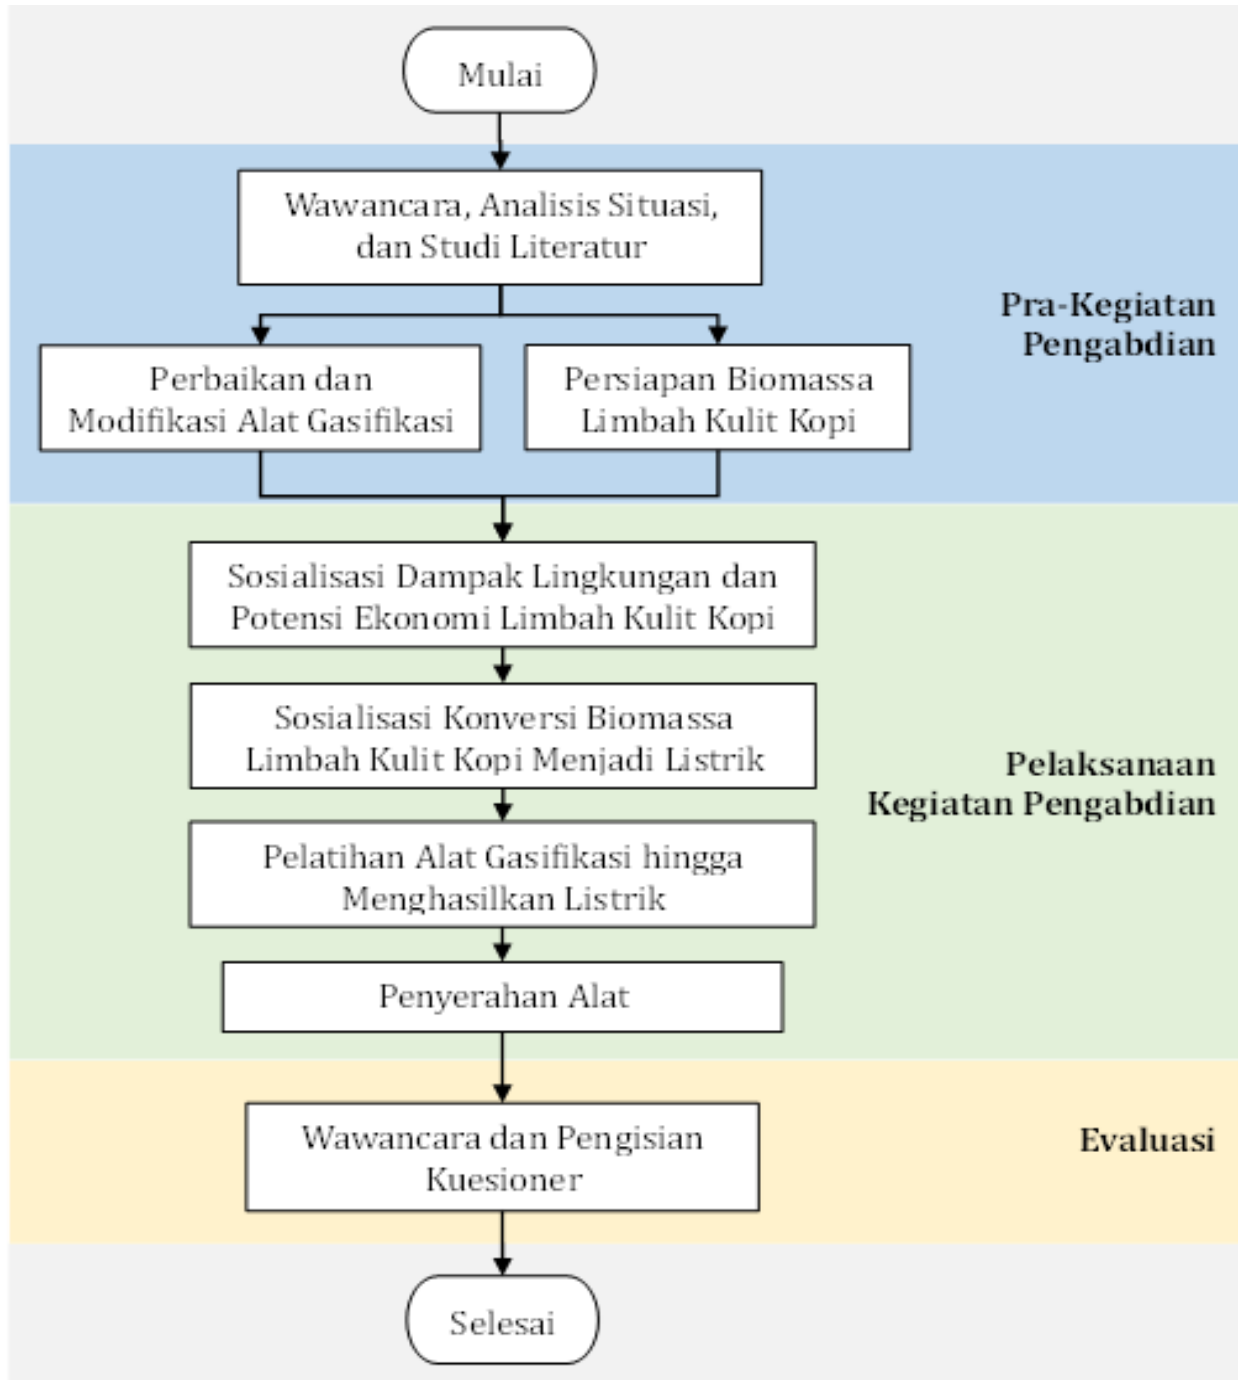 Mulai
Wawancara, Analisis Situasi,
dan Studi Literatur
Pra-Kegiatan
Pengabdian
Perbaikan dan
Modifikasi Alat Gasifikasi
Persiapan Biomassa
Limbah Kulit Kopi
Sosialisasi Dampak Lingkungan dan
Potensi Ekonomi Limbah Kulit Kopi
Sosialisasi Konversi Biomassa
Limbah Kulit Kopi Menjadi Listrik
Pelaksanaan
Kegiatan Pengabdian
Pelatihan Alat Gasifikasi hingga
Menghasilkan Listrik
Penyerahan Alat
Wawancara dan Pengisian
Kuesioner
Evaluasi
Selesai